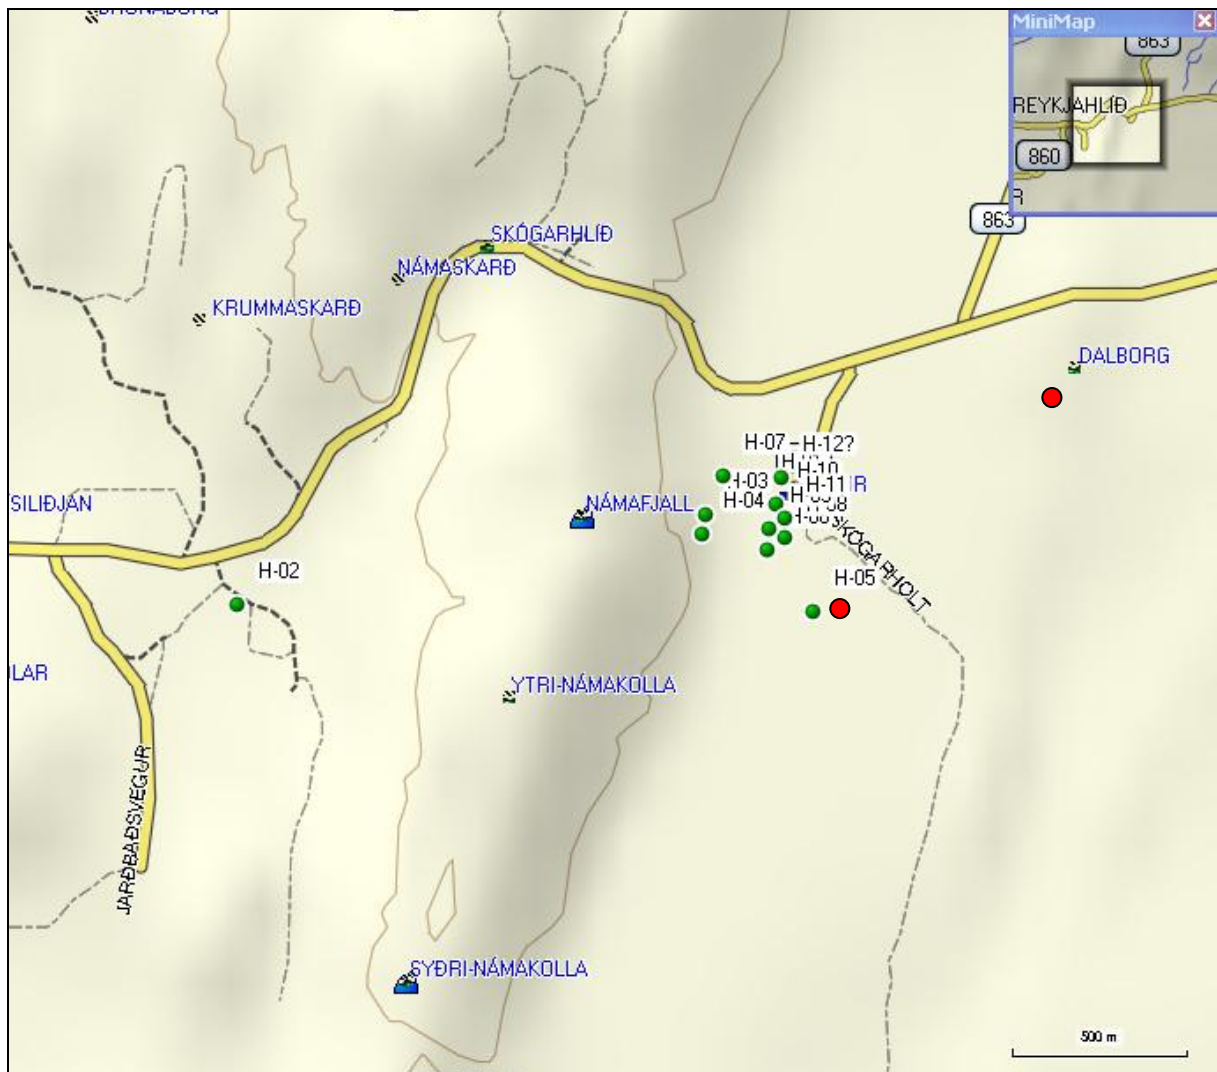 MiniMap
863
REYKJAHLÍÐ
860
R
SKÓGARHLÍÐ
863
NÁMASKARÐ
KRUMMASKARÐ
DALBORG
H-07
H-12?
H-10
H-03
H-11
H-04
SILIÐJAN
NÁMAFJALL
SKÓGARHOLT
H-02
H-05
LAR
YTRI-NÁMAKOLLA
JARÐBAÐSVEGUR
SYÐRI-NÁMAKOLLA
500 m